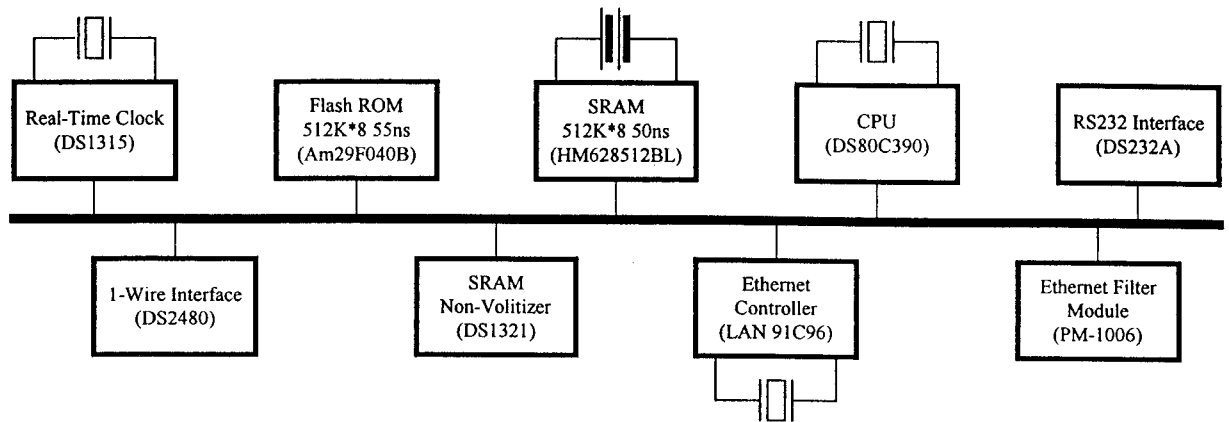 Real-Time Clock
(DS1315)
Flash ROM
512K*8 55ns
(Am29F040B)
SRAM
512K*8 50ns
(HM628512BL)
CPU
(DS80C390)
RS232 Interface
(DS232A)
1-Wire Interface
(DS2480)
SRAM
Non-Volitizer
(DS1321)
Ethernet
Controller
(LAN 91C96)
Ethernet Filter
Module
(PM-1006)